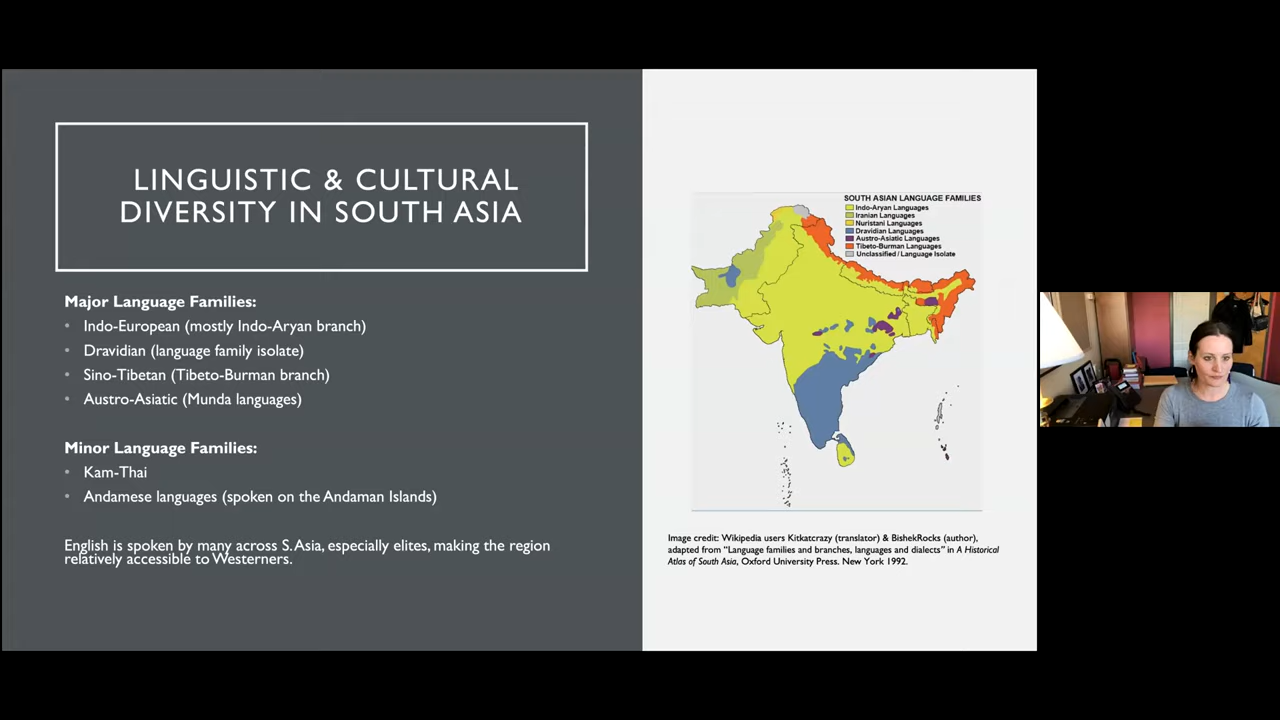 LINGUISTIC & CULTURAL
DIVERSITY IN SOUTH ASIA
Major Language Families:
• Indo-European (mostly Indo-Aryan branch)
• Dravidian (language family isolate)
• Sino-Tibetan (Tibeto-Burman branch)
• Austro-Asiatic (Munda languages)
Minor Language Families:
• Kam-Thai
• Andamese languages (spoken on the Andaman Islands)
English is spoken by many across S. Asia, especially elites, making the region
relatively accessible to Westerners.
SOUTH ASIAN LANGUAGE FAMILIES
Indo-Aryan Languages
Iranian Languages
Nuristani Languages
Dravidian Languages
Austro-Asiatic Languages
Tibeto-Burman Languages
Unclassified / Language Isolate
Image credit: Wikipedia users Kitkatcrazy (translator) & BishekRocks (author),
adapted from “Language families and branches, languages and dialects” in A Historical
Atlas of South Asia, Oxford University Press. New York 1992.